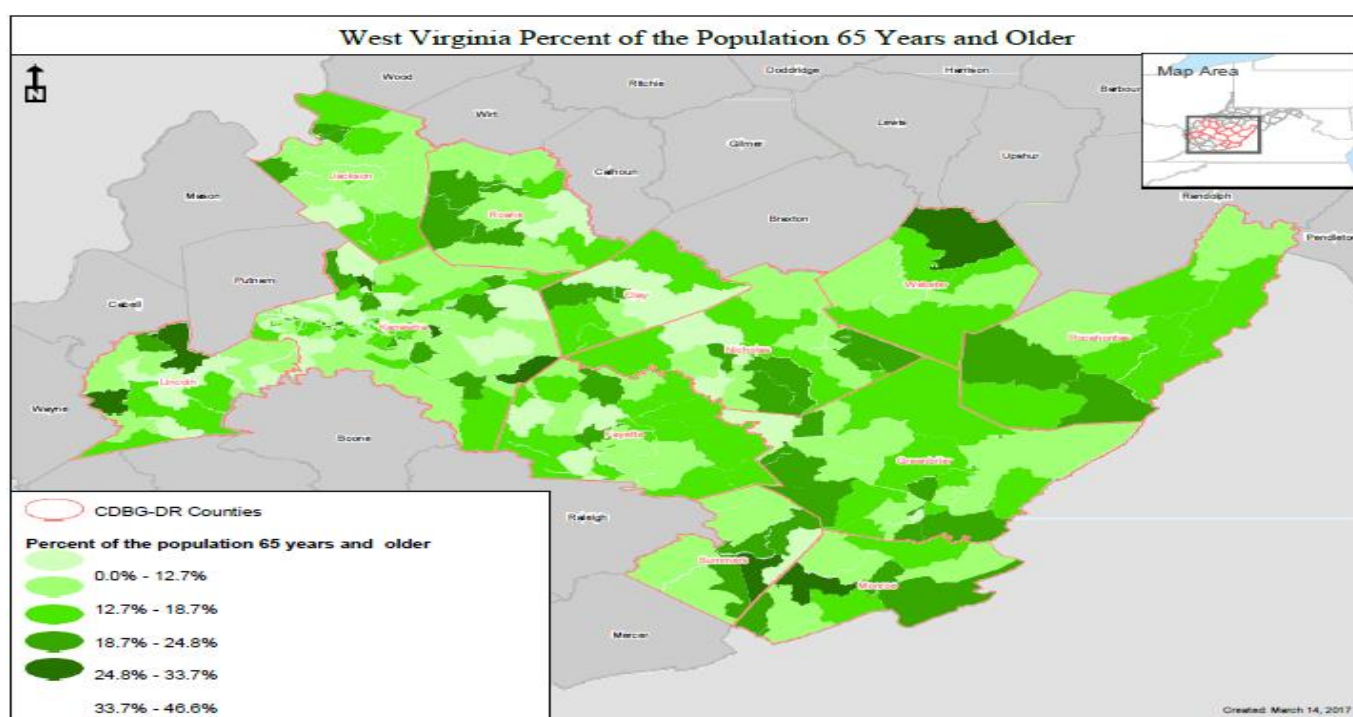 West Virginia Percent of the Population 65 Years and Older
N
Map Area
Wood
Doddridge
Harrison
Ritchie
Barbour
Wirt
Lewis
Gilmer
Upshur
Calhoun
Jackson
Mason
Randolph
Roane
Braxton
Pendleton
Putnam
Webster
Clay
Cabell
Kanawha
Pocahontas
Nicholas
Lincoln
Wayne
Boone
Fayette
Greenbrier
Raleigh
Summers
Monroe
Mercer
CDBG-DR Counties
Percent of the population 65 years and older
0.0% - 12.7%
12.7% - 18.7%
18.7% - 24.8%
24.8% - 33.7%
33.7% - 46.6%
Created: March 14, 2017